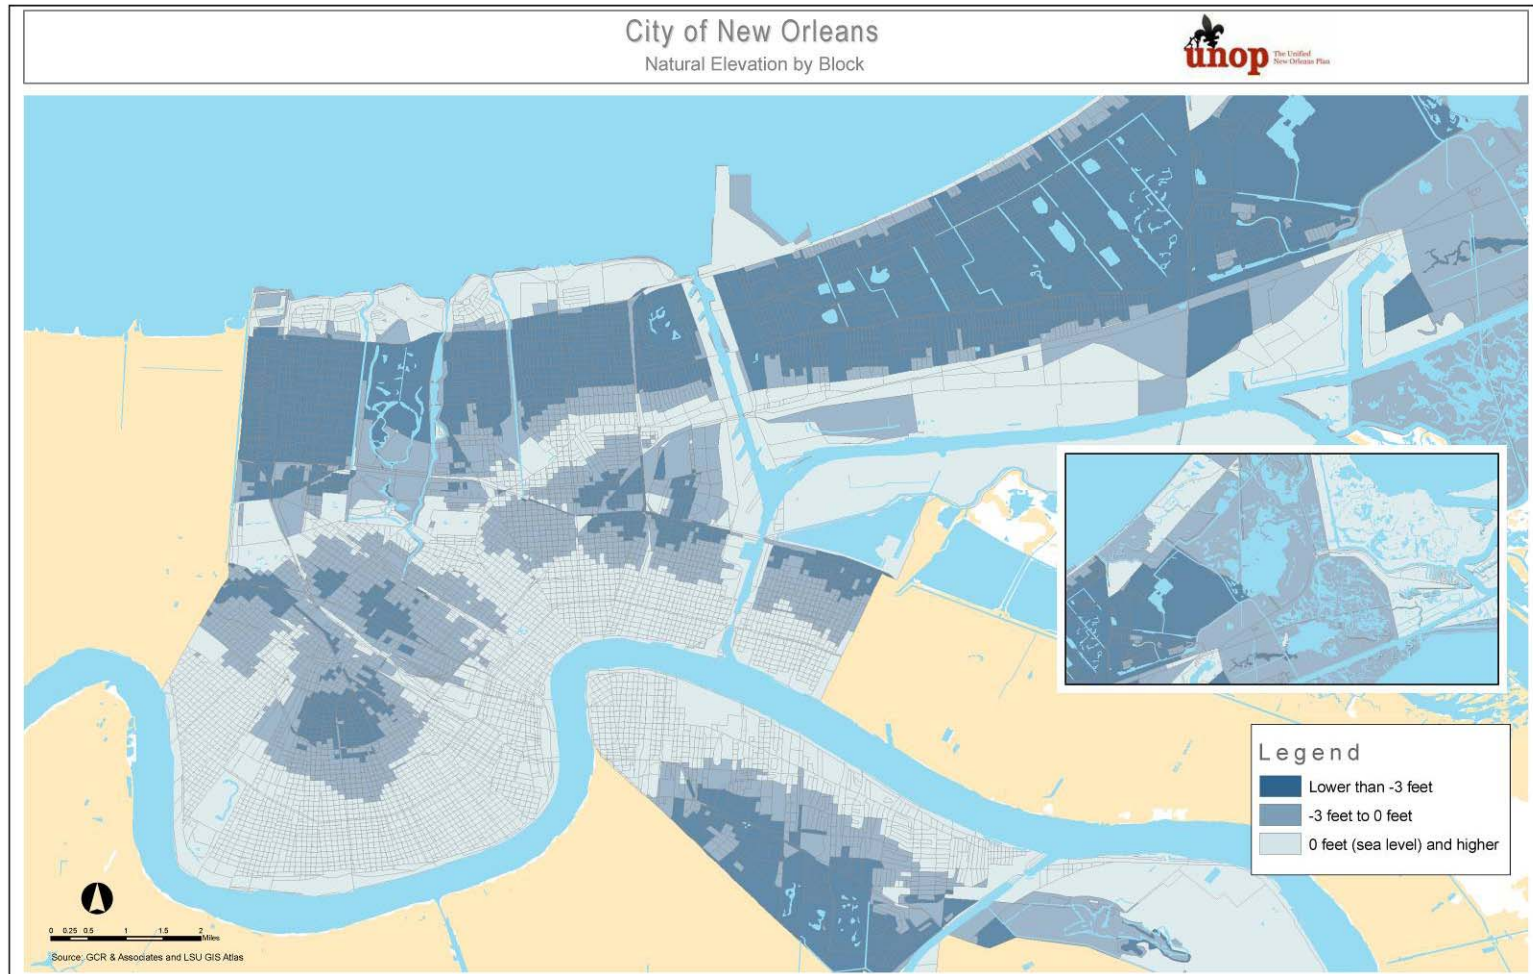 City of New Orleans
Natural Elevation by Block
unop
The Unified
New Orleans Plan
Legend
Lower than -3 feet
-3 feet to 0 feet
0 feet (sea level) and higher
0 0.25 0.5 1 1.5 2
Miles
Source: GCR & Associates and LSU GIS Atlas